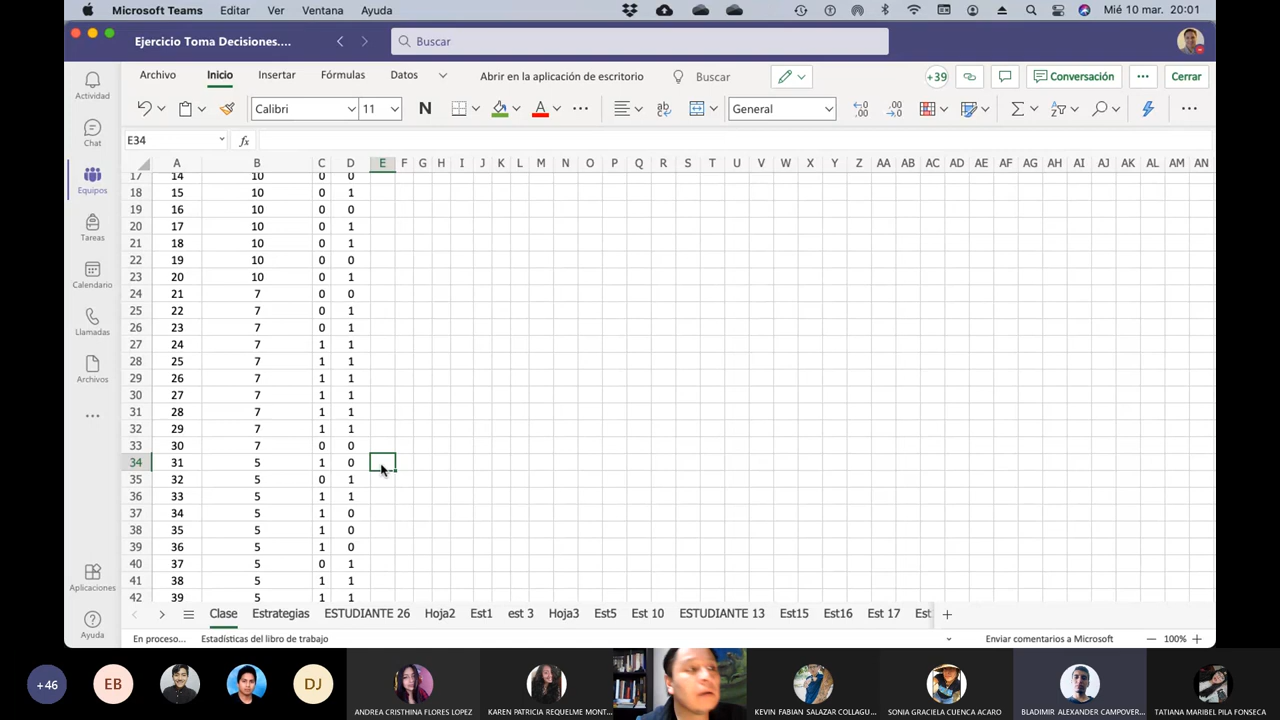 Microsoft Teams Editar Ver Ventana Ayuda Mié 10 mar. 20:01
Ejercicio Toma Decisiones.... Buscar
Actividad
Chat
Equipos
Tareas
Calendario
Llamadas
Archivos
Aplicaciones
Ayuda
Archivo Inicio Insertar Fórmulas Datos Abrir en la aplicación de escritorio Buscar +39 Conversación Cerrar
Calibri 11 N A General
E34 fx
A B C D E F G H I J K L M N O P Q R S T U V W X Y Z AA AB AC AD AE AF AG AH AI AJ AK AL AM AN
17 14 10 0 0
18 15 10 0 1
19 16 10 0 0
20 17 10 0 1
21 18 10 0 1
22 19 10 0 0
23 20 10 0 1
24 21 7 0 0
25 22 7 0 1
26 23 7 0 1
27 24 7 1 1
28 25 7 1 1
29 26 7 1 1
30 27 7 1 1
31 28 7 1 1
32 29 7 1 1
33 30 7 0 0
34 31 5 1 0
35 32 5 0 1
36 33 5 1 1
37 34 5 1 0
38 35 5 1 0
39 36 5 1 0
40 37 5 0 1
41 38 5 1 1
42 39 5 1 1
Clase Estrategias ESTUDIANTE 26 Hoja2 Est1 est 3 Hoja3 Est5 Est 10 ESTUDIANTE 13 Est15 Est16 Est 17 Est
En proceso... Estadísticas del libro de trabajo Enviar comentarios a Microsoft 100%
+46 EB DJ
ANDREA CRISTHINA FLORES LOPEZ KAREN PATRICIA REQUELME MONT... KEVIN FABIAN SALAZAR COLLAGU... SONIA GRACIELA CUENCA ACARO BLADIMIR ALEXANDER CAMPOVER... TATIANA MARIBEL PILA FONSECA